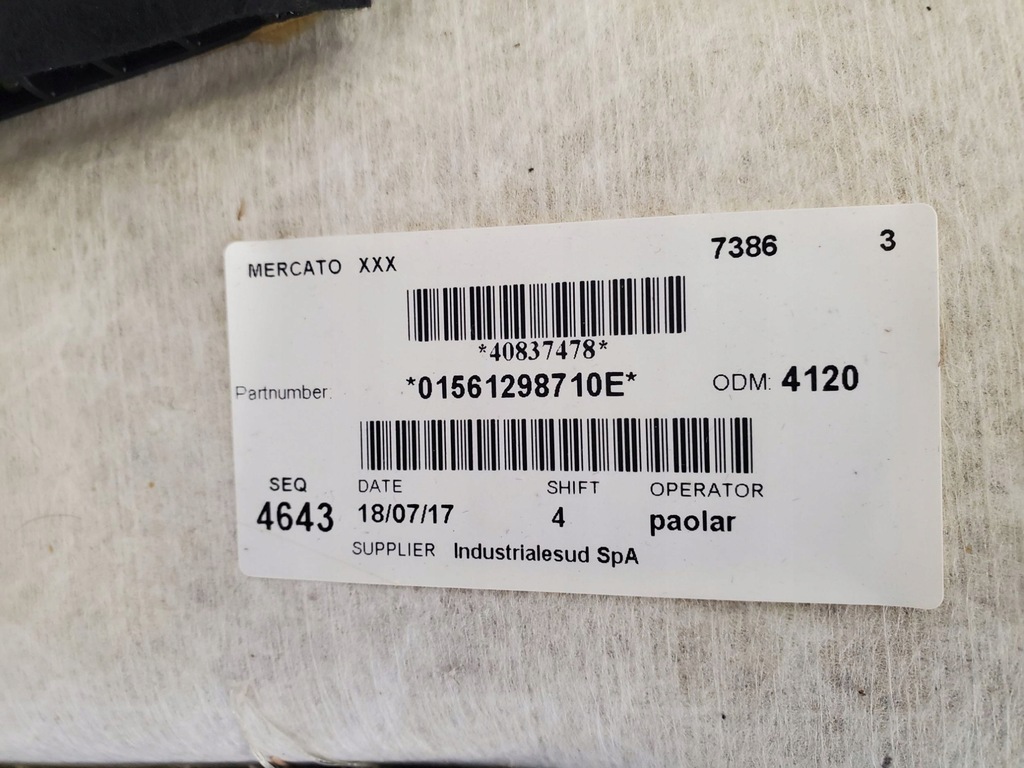 MERCATO XXX 7386 3
*40837478*
Partnumber: *01561298710E* ODM: 4120
SEQ DATE SHIFT OPERATOR
4643 18/07/17 4 paolar
SUPPLIER Industrialesud SpA